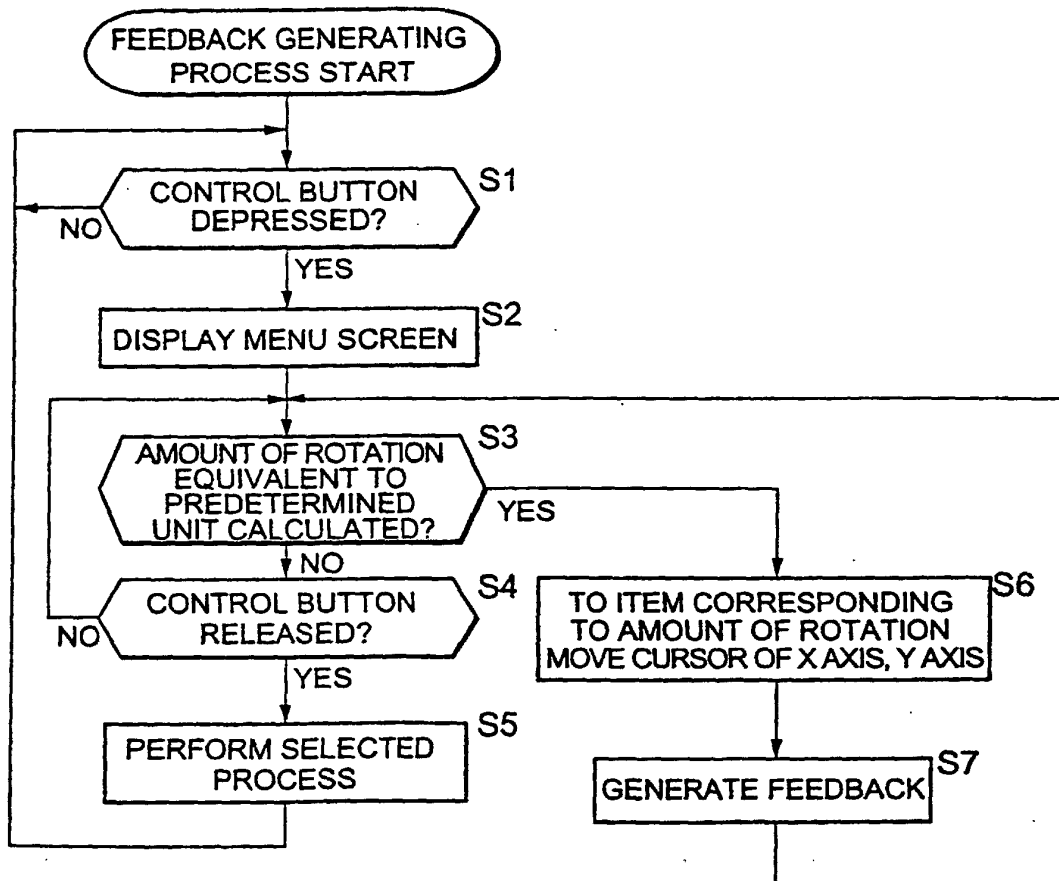 FEEDBACK GENERATING
PROCESS START
S1
CONTROL BUTTON
DEPRESSED?
NO
YES
S2
DISPLAY MENU SCREEN
S3
AMOUNT OF ROTATION
EQUIVALENT TO
PREDETERMINED
UNIT CALCULATED?
YES
NO
S4
CONTROL BUTTON
RELEASED?
NO
YES
S5
PERFORM SELECTED
PROCESS
S6
TO ITEM CORRESPONDING
TO AMOUNT OF ROTATION
MOVE CURSOR OF X AXIS, Y AXIS
S7
GENERATE FEEDBACK